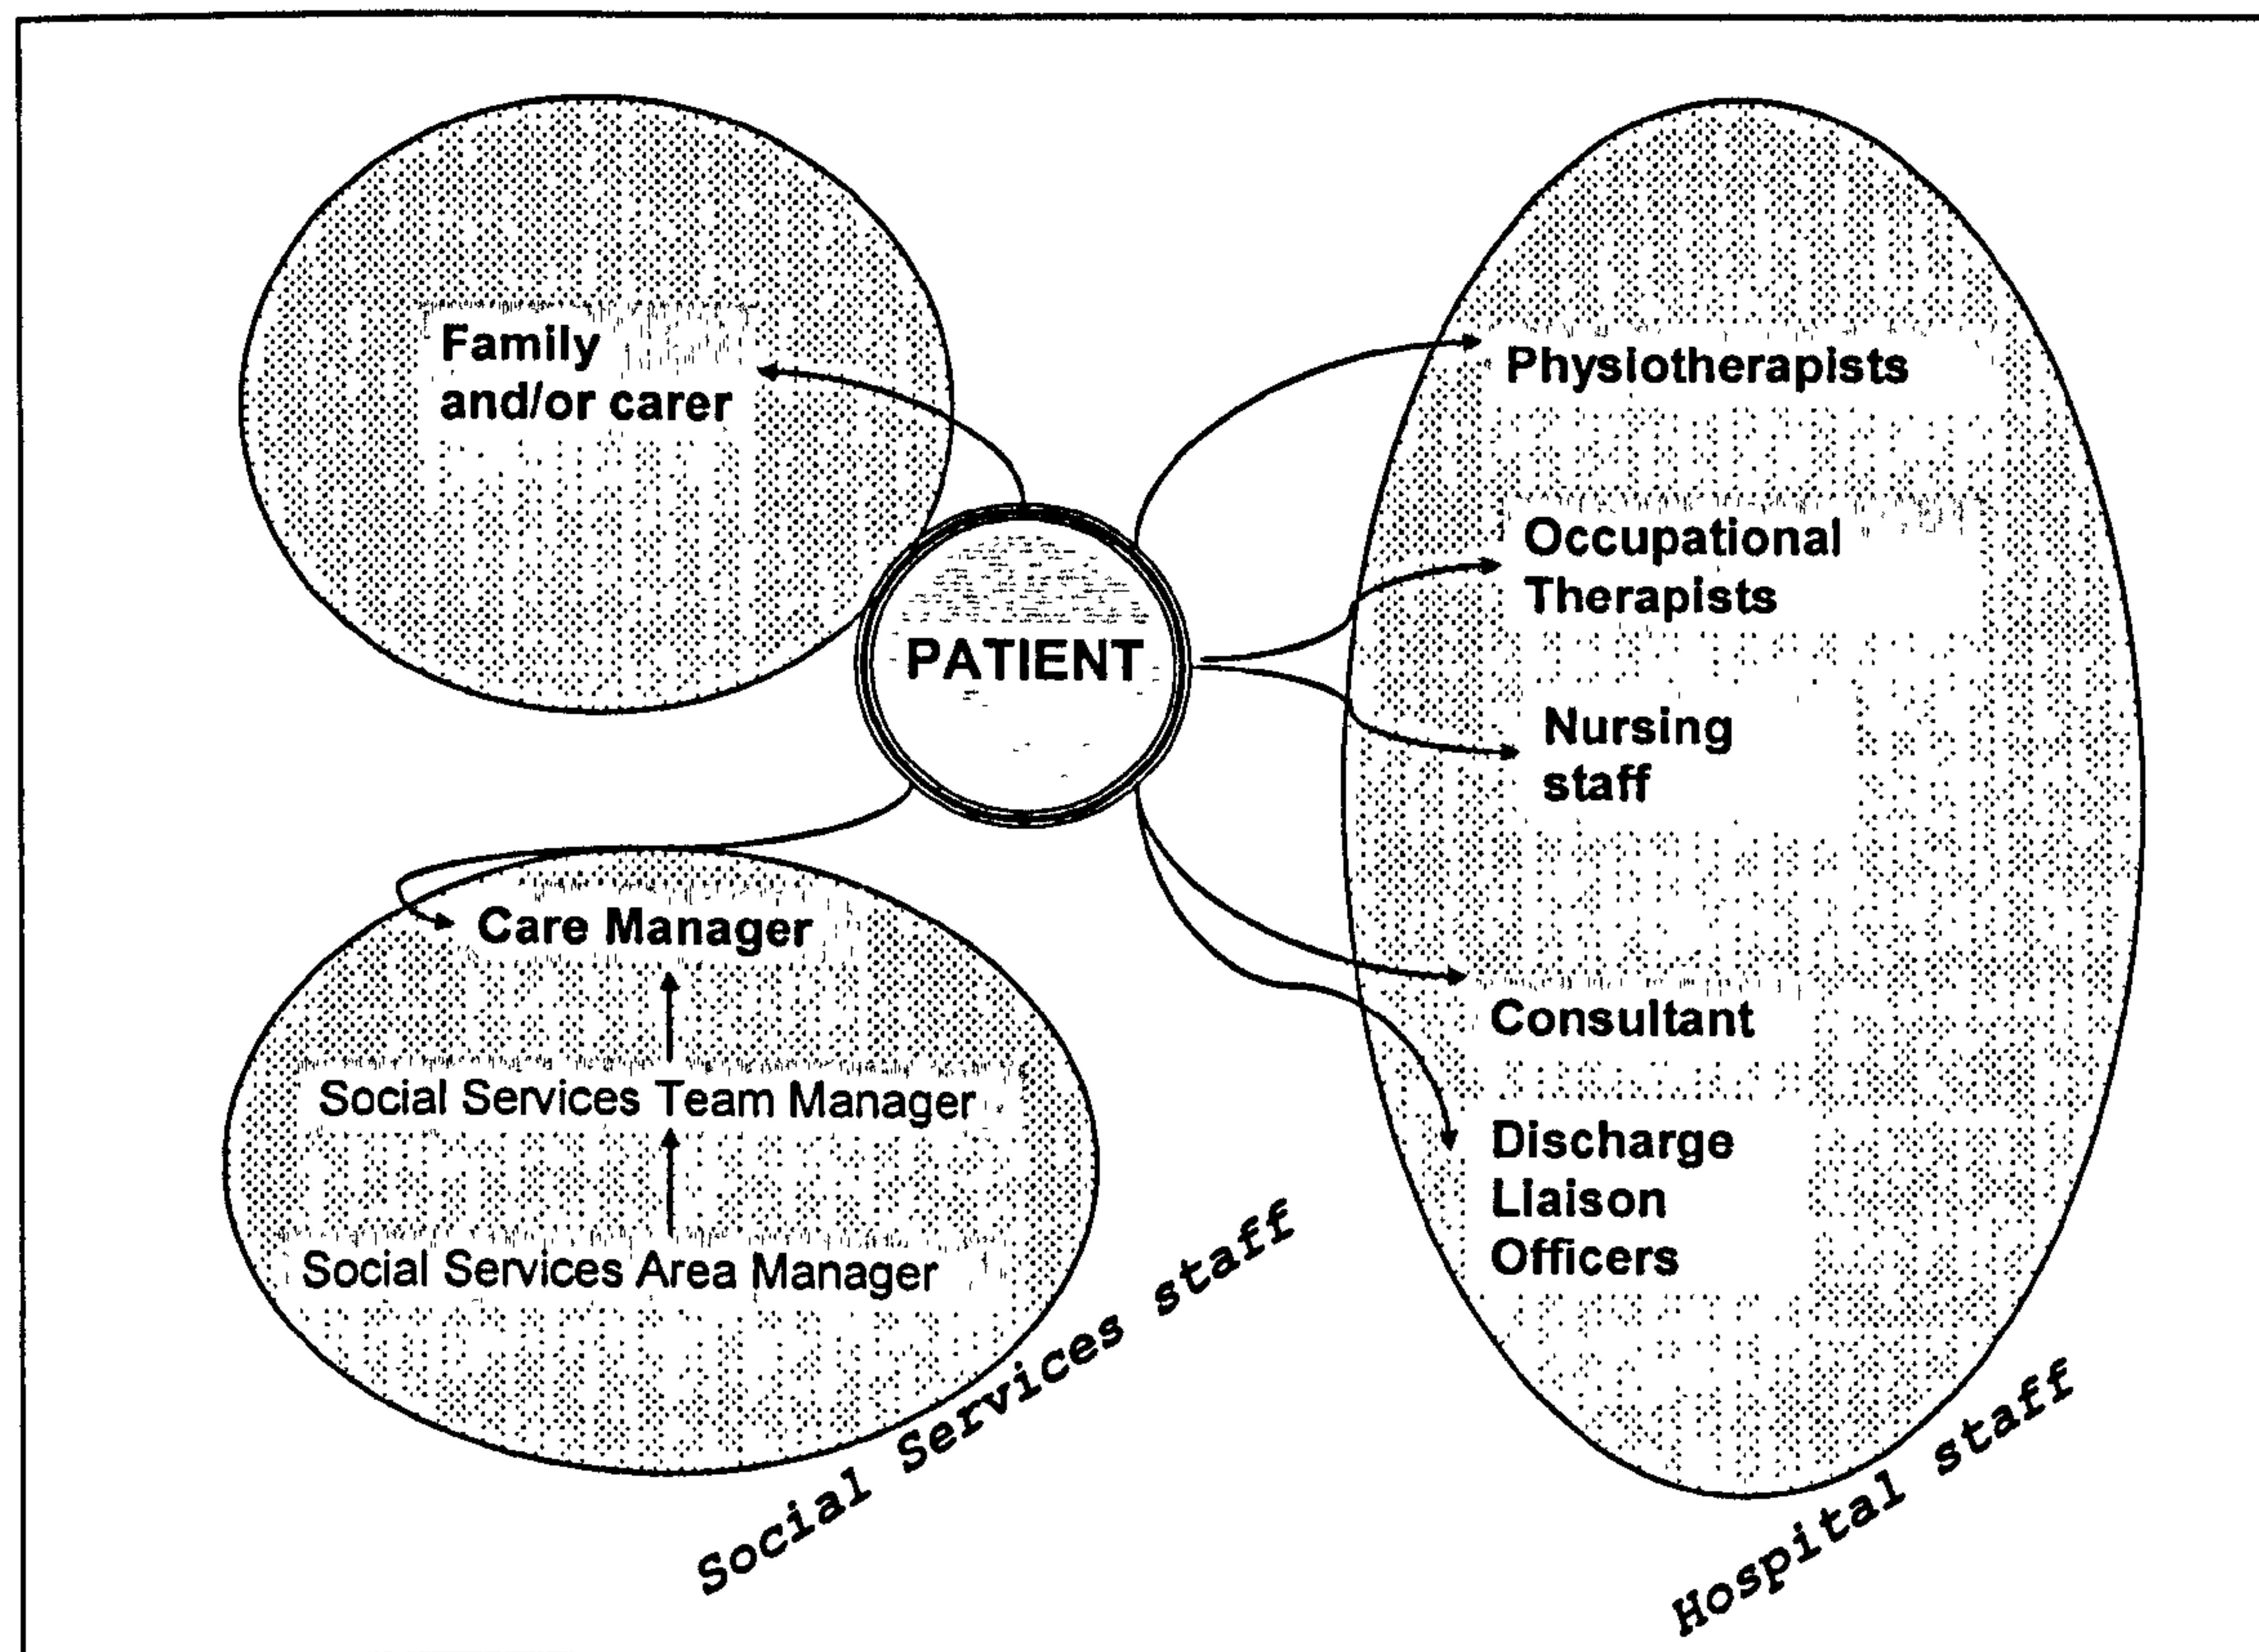 Family
and/or carer
Physiotherapists
Occupational
Therapists
PATIENT
Nursing
staff
Care Manager
Social Services Team Manager
Social Services Area Manager
Consultant
Discharge
Liaison
Officers
Social Services staff
Hospital staff